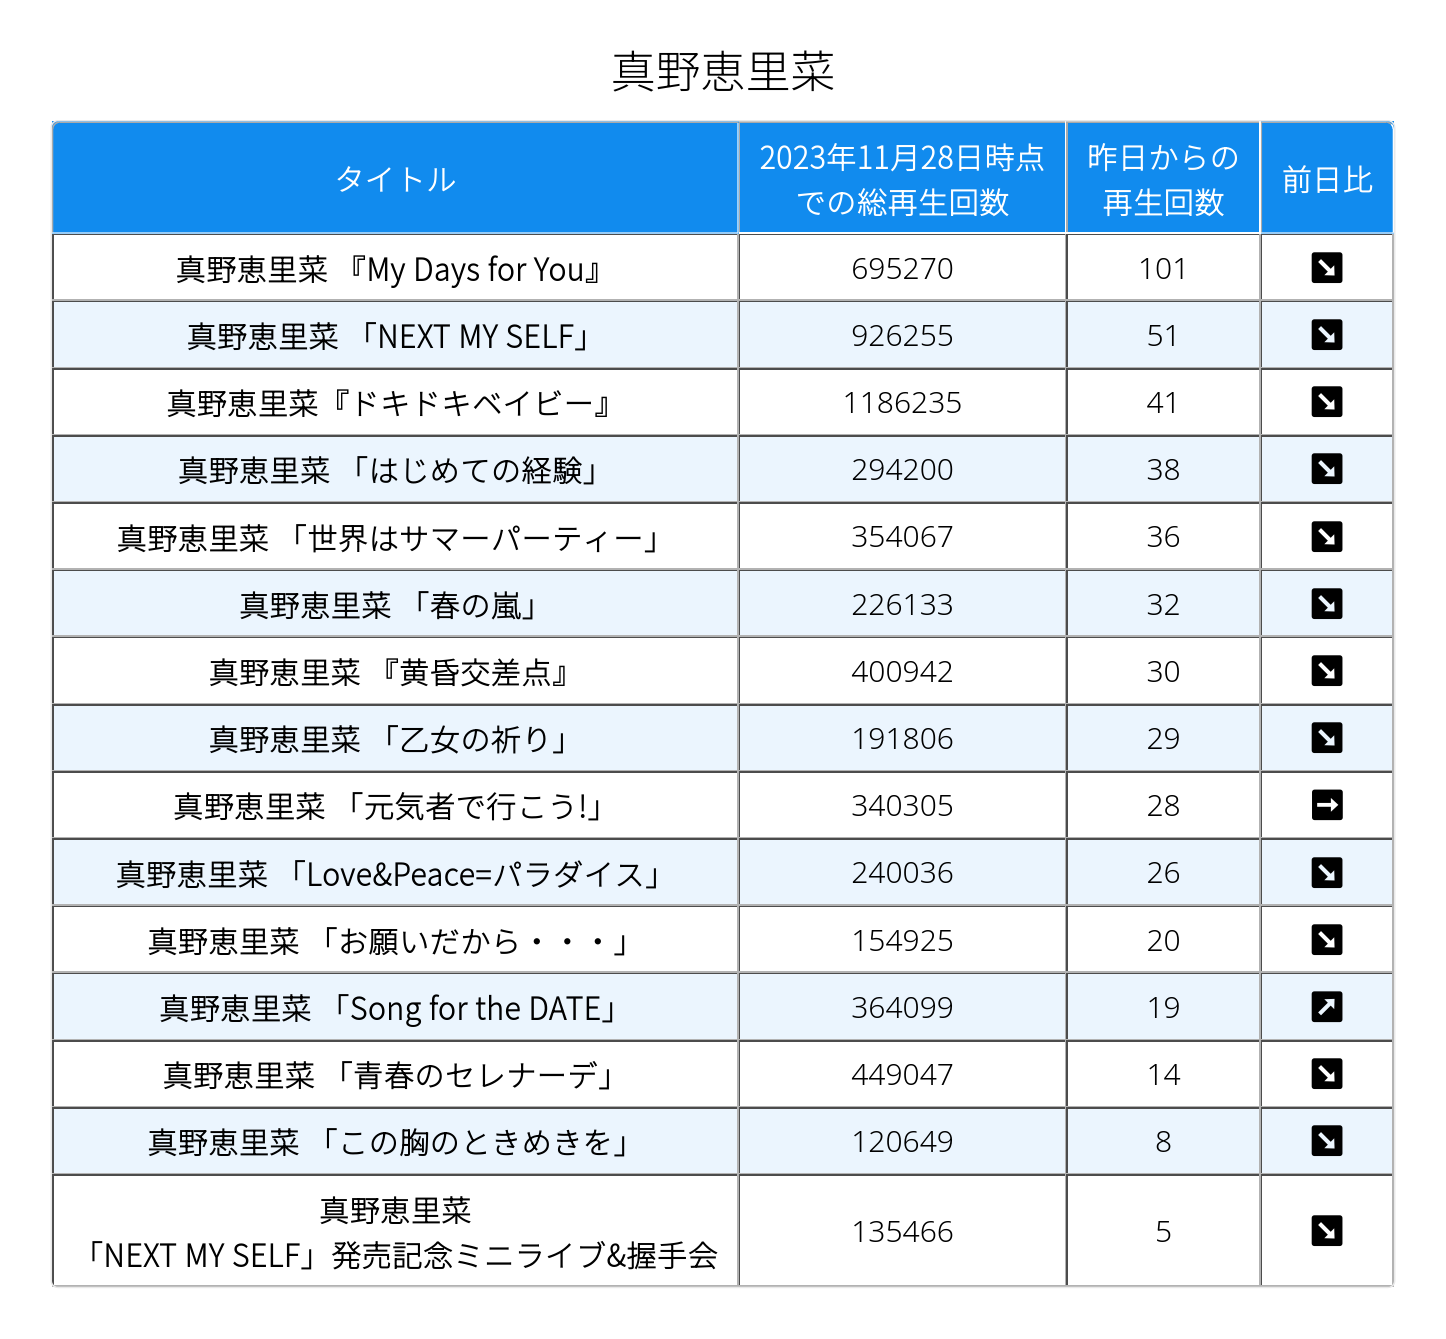 真野恵里菜
タイトル
2023年11月28日時点
での総再生回数
昨日からの
再生回数
前日比
真野恵里菜 『My Days for You』 695270 101 ↘
真野恵里菜 「NEXT MY SELF」 926255 51 ↘
真野恵里菜『ドキドキベイビー』 1186235 41 ↘
真野恵里菜 「はじめての経験」 294200 38 ↘
真野恵里菜 「世界はサマーパーティー」 354067 36 ↘
真野恵里菜 「春の嵐」 226133 32 ↘
真野恵里菜 『黄昏交差点』 400942 30 ↘
真野恵里菜 「乙女の祈り」 191806 29 ↘
真野恵里菜 「元気者で行こう!」 340305 28 →
真野恵里菜 「Love&Peace=パラダイス」 240036 26 ↘
真野恵里菜 「お願いだから・・・」 154925 20 ↘
真野恵里菜 「Song for the DATE」 364099 19 ↗
真野恵里菜 「青春のセレナーデ」 449047 14 ↘
真野恵里菜 「この胸のときめきを」 120649 8 ↘
真野恵里菜
「NEXT MY SELF」発売記念ミニライブ&握手会 135466 5 ↘